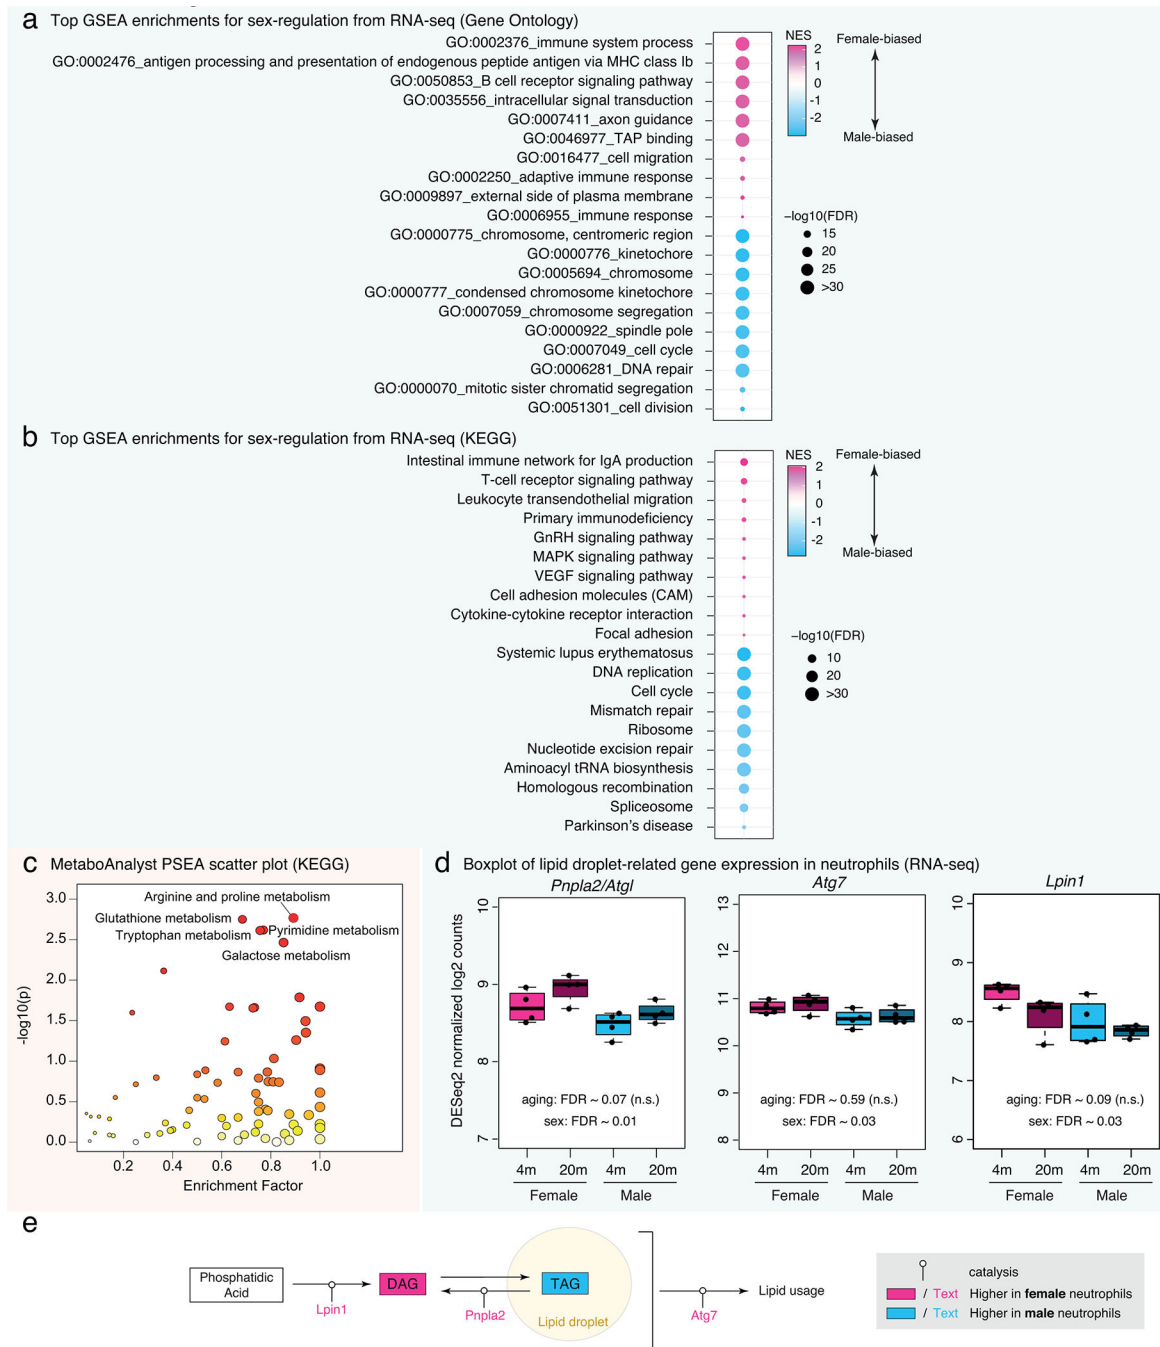 a Top GSEA enrichments for sex-regulation from RNA-seq (Gene Ontology)
GO:0002376_immune system process
GO:0002476_antigen processing and presentation of endogenous peptide antigen via MHC class Ib
GO:0050853_B cell receptor signaling pathway
GO:0035556_intracellular signal transduction
GO:0007411_axon guidance
GO:0046977_TAP binding
GO:0016477_cell migration
GO:0002250_adaptive immune response
GO:0009897_external side of plasma membrane
GO:0006955_immune response
GO:0000775_chromosome, centromeric region
GO:0000776_kinetochore
GO:0005694_chromosome
GO:0000777_condensed chromosome kinetochore
GO:0007059_chromosome segregation
GO:0000922_spindle pole
GO:0007049_cell cycle
GO:0006281_DNA repair
GO:0000070_mitotic sister chromatid segregation
GO:0051301_cell division
NES
2
1
0
-1
-2
Female-biased
Male-biased
–log10(FDR)
15
20
25
>30
b Top GSEA enrichments for sex-regulation from RNA-seq (KEGG)
Intestinal immune network for IgA production
T-cell receptor signaling pathway
Leukocyte transendothelial migration
Primary immunodeficiency
GnRH signaling pathway
MAPK signaling pathway
VEGF signaling pathway
Cell adhesion molecules (CAM)
Cytokine-cytokine receptor interaction
Focal adhesion
Systemic lupus erythematosus
DNA replication
Cell cycle
Mismatch repair
Ribosome
Nucleotide excision repair
Aminoacyl tRNA biosynthesis
Homologous recombination
Spliceosome
Parkinson's disease
NES
2
1
0
-1
-2
Female-biased
Male-biased
–log10(FDR)
10
20
>30
c MetaboAnalyst PSEA scatter plot (KEGG)
Arginine and proline metabolism
Glutathione metabolism
Tryptophan metabolism
Pyrimidine metabolism
Galactose metabolism
-log10(p)
3.0
2.5
2.0
1.5
1.0
0.5
0.0
0.2 0.4 0.6 0.8 1.0
Enrichment Factor
d Boxplot of lipid droplet-related gene expression in neutrophils (RNA-seq)
DESeq2 normalized log2 counts
Pnpla2/Atgl
10
9
8
7
aging: FDR ~ 0.07 (n.s.)
sex: FDR ~ 0.01
4m 20m 4m 20m
Female Male
Atg7
13
12
11
10
9
8
aging: FDR ~ 0.59 (n.s.)
sex: FDR ~ 0.03
4m 20m 4m 20m
Female Male
Lpin1
10
9
8
7
6
aging: FDR ~ 0.09 (n.s.)
sex: FDR ~ 0.03
4m 20m 4m 20m
Female Male
e
Phosphatidic
Acid
Lpin1
DAG
Pnpla2
TAG
Lipid droplet
Atg7
Lipid usage
catalysis
/ Text Higher in female neutrophils
/ Text Higher in male neutrophils